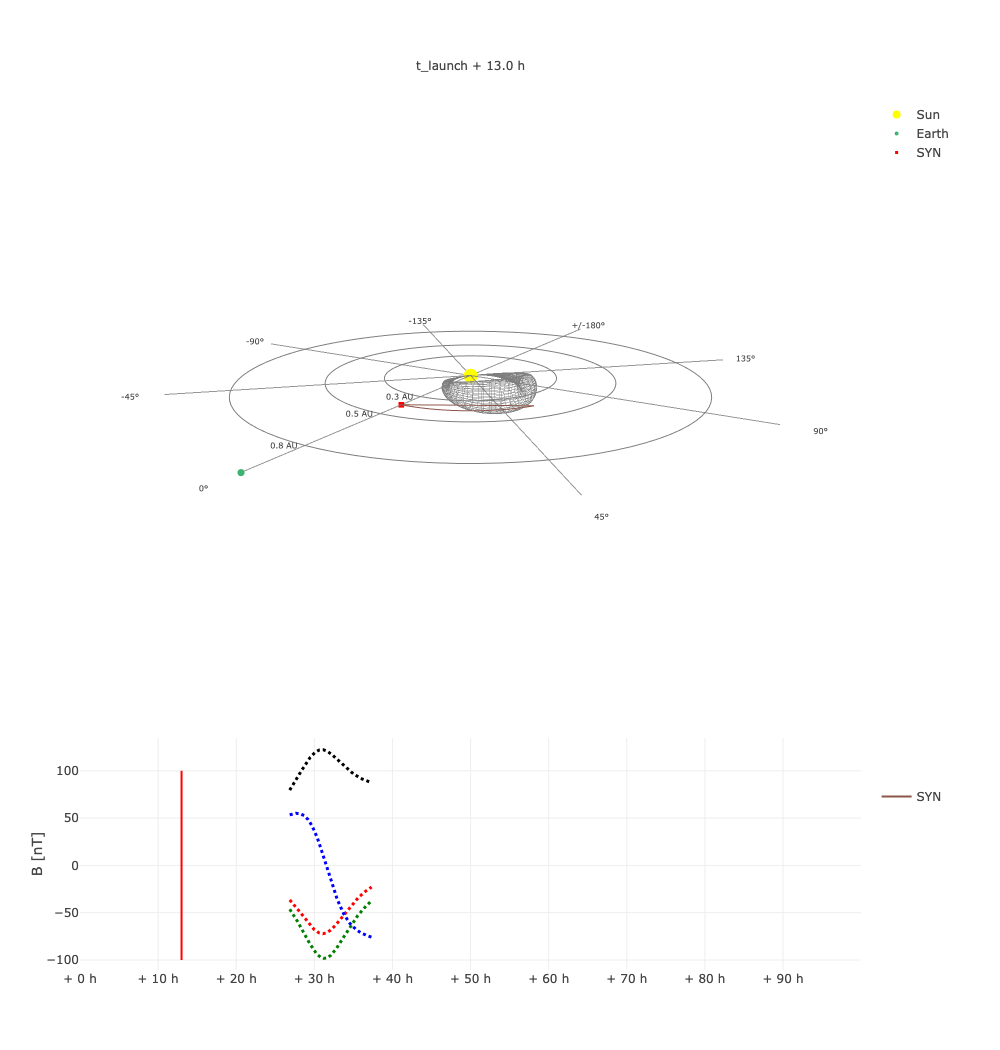 t_launch + 13.0 h
Sun
Earth
SYN
-135°
+/-180°
-90°
135°
-45°
0.3 AU
0.5 AU
90°
0.8 AU
0°
45°
100
50
0
−50
−100
B [nT]
SYN
+ 0 h
+ 10 h
+ 20 h
+ 30 h
+ 40 h
+ 50 h
+ 60 h
+ 70 h
+ 80 h
+ 90 h